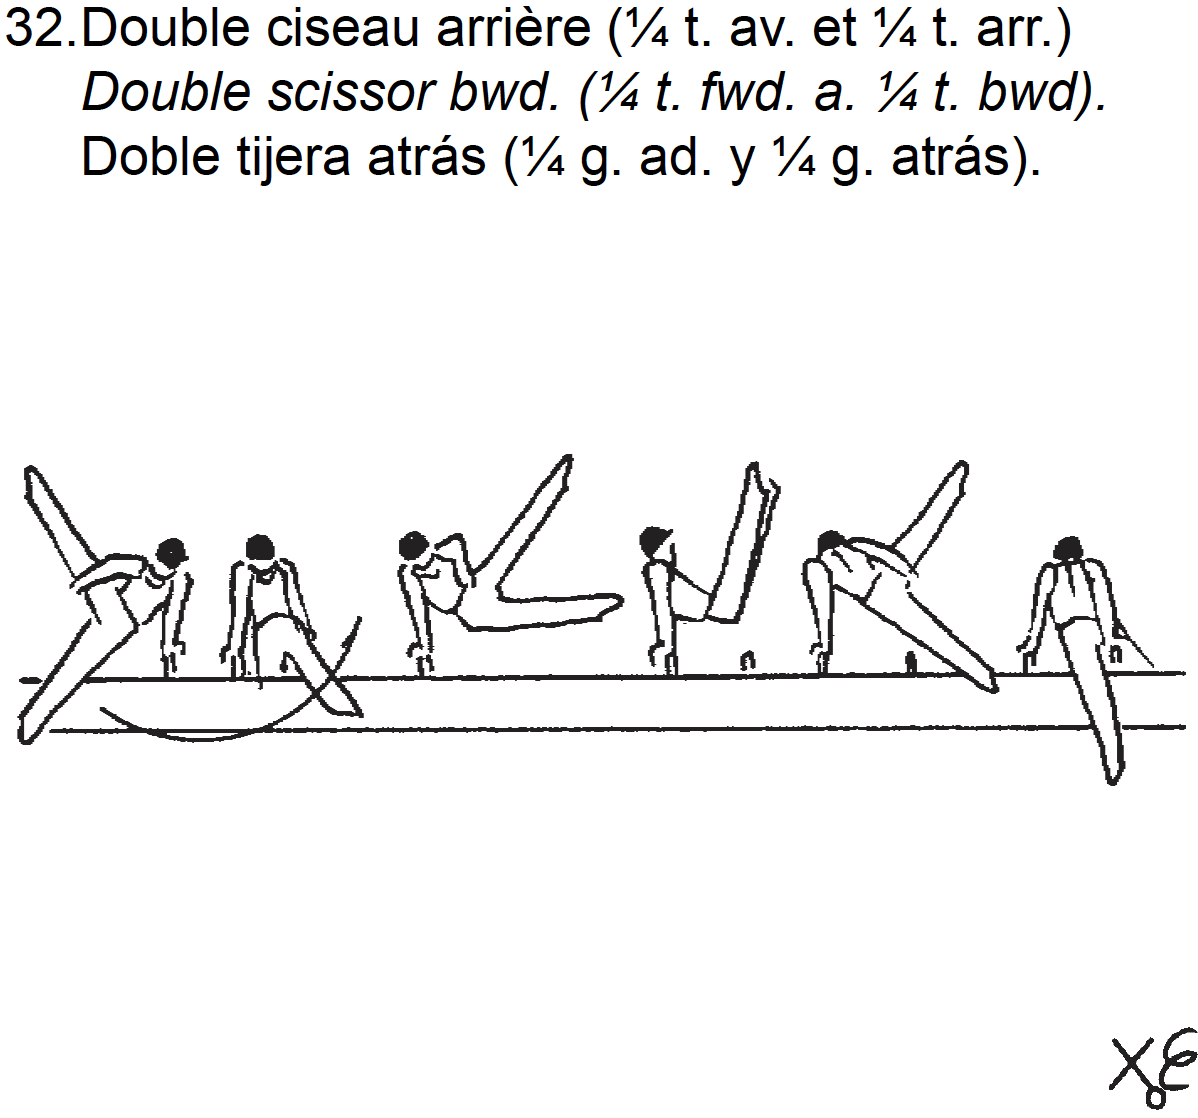 32.Double ciseau arrière (¼ t. av. et ¼ t. arr.)
Double scissor bwd. (¼ t. fwd. a. ¼ t. bwd).
Doble tijera atrás (¼ g. ad. y ¼ g. atrás).